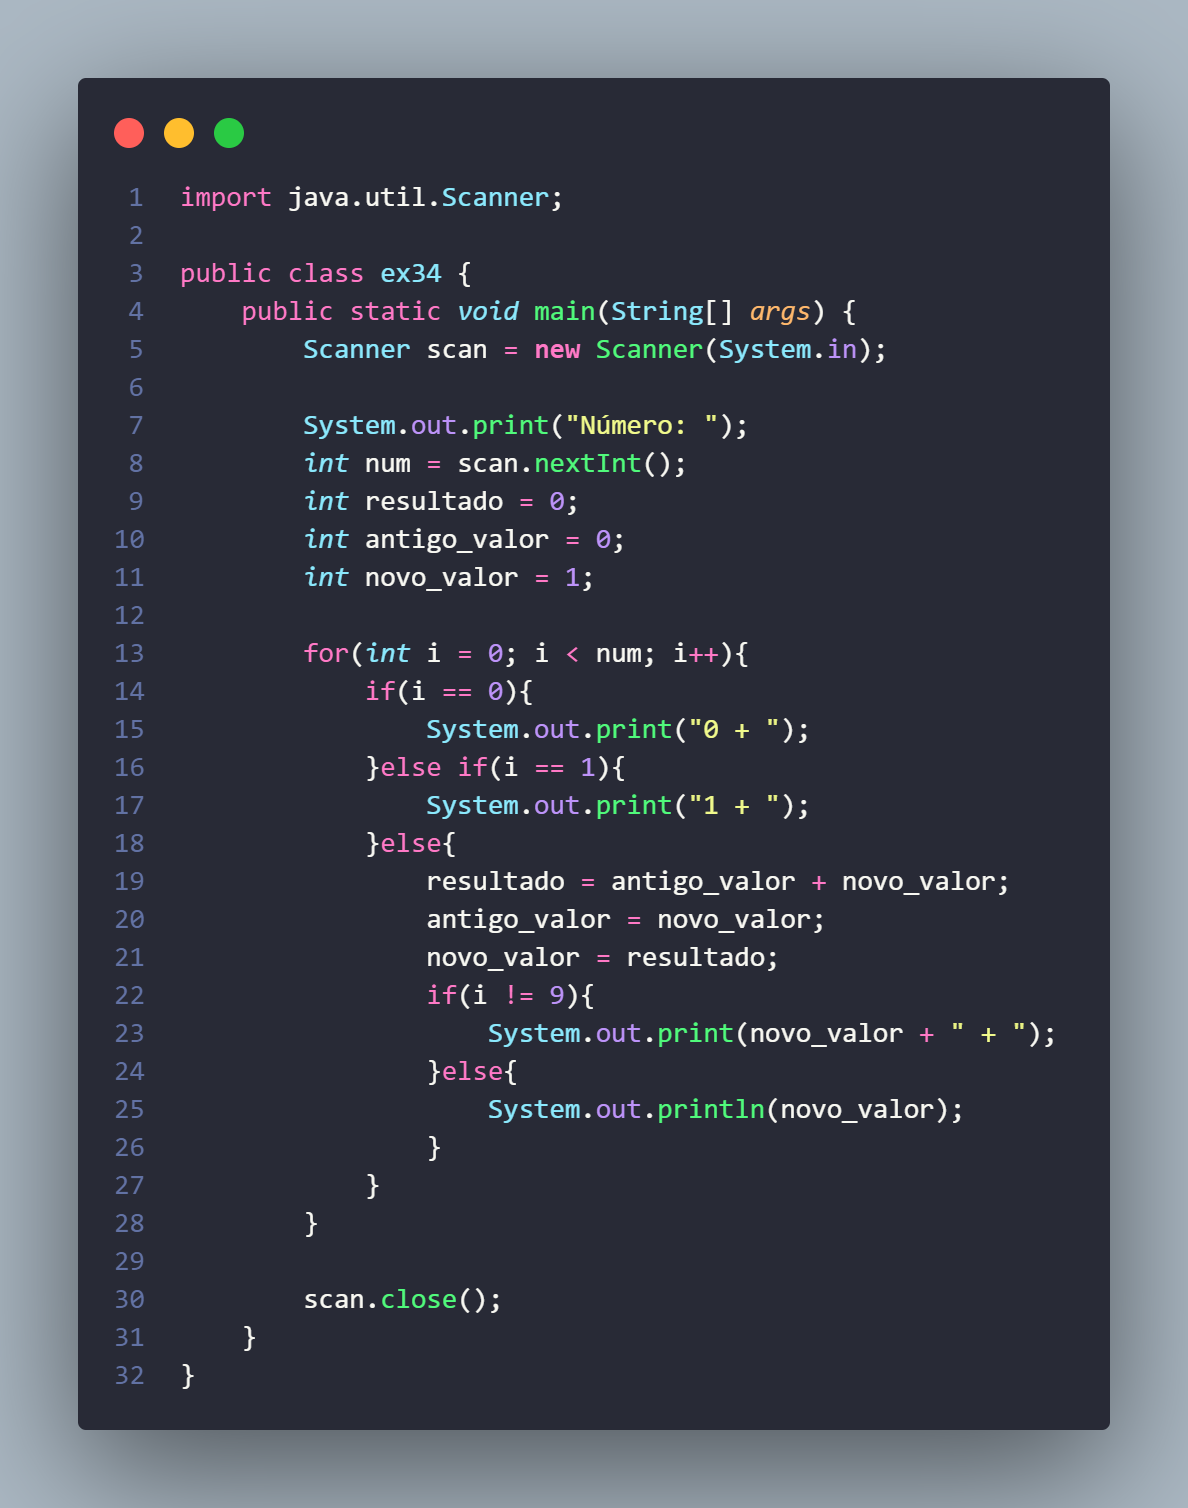 1 import java.util.Scanner;
2
3 public class ex34 {
4     public static void main(String[] args) {
5         Scanner scan = new Scanner(System.in);
6
7         System.out.print("Número: ");
8         int num = scan.nextInt();
9         int resultado = 0;
10         int antigo_valor = 0;
11         int novo_valor = 1;
12
13         for(int i = 0; i < num; i++){
14             if(i == 0){
15                 System.out.print("0 + ");
16             }else if(i == 1){
17                 System.out.print("1 + ");
18             }else{
19                 resultado = antigo_valor + novo_valor;
20                 antigo_valor = novo_valor;
21                 novo_valor = resultado;
22                 if(i != 9){
23                     System.out.print(novo_valor + " + ");
24                 }else{
25                     System.out.println(novo_valor);
26                 }
27             }
28         }
29
30         scan.close();
31     }
32 }